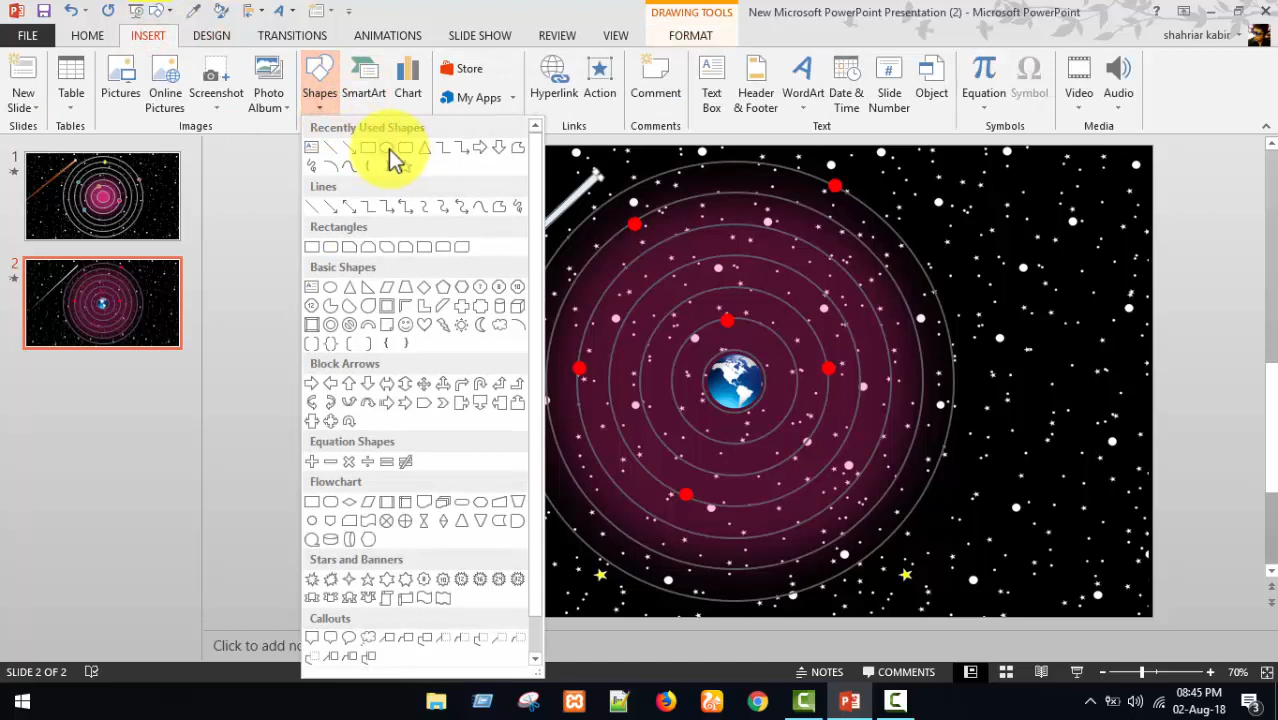 New Microsoft PowerPoint Presentation (2) - Microsoft PowerPoint
DRAWING TOOLS
FILE HOME INSERT DESIGN TRANSITIONS ANIMATIONS SLIDE SHOW REVIEW VIEW FORMAT
shahriar kabir
New Slide
Table
Pictures
Online Pictures
Screenshot
Photo Album
Shapes
SmartArt
Chart
Store
My Apps
Hyperlink
Action
Comment
Text Box
Header & Footer
WordArt
Date & Time
Slide Number
Object
Equation
Symbol
Video
Audio
Slides Tables Images Links Comments Text Symbols Media
Recently Used Shapes
Lines
Rectangles
Basic Shapes
Block Arrows
Equation Shapes
Flowchart
Stars and Banners
Callouts
1
2
Click to add no
SLIDE 2 OF 2
NOTES
COMMENTS
70%
08:45 PM
02-Aug-18
3